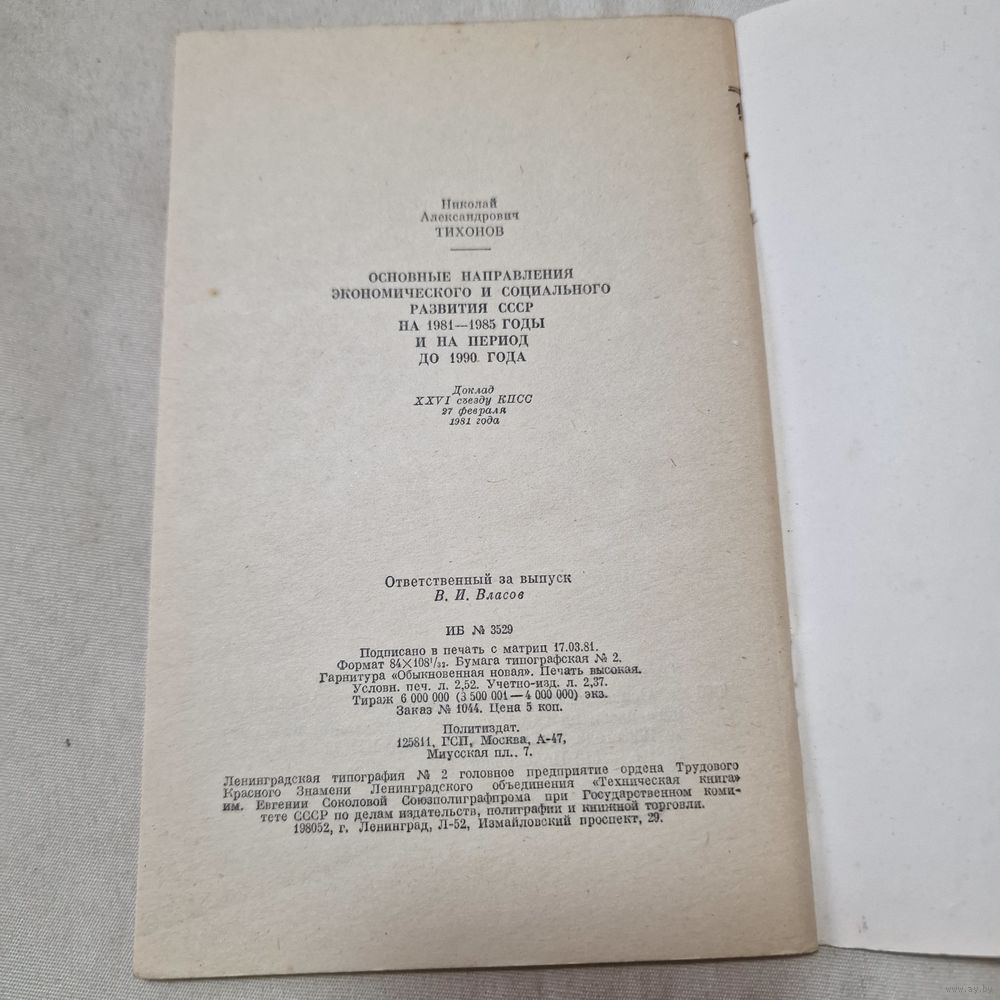 Николай
Александрович
ТИХОНОВ
ОСНОВНЫЕ НАПРАВЛЕНИЯ
ЭКОНОМИЧЕСКОГО И СОЦИАЛЬНОГО
РАЗВИТИЯ СССР
НА 1981—1985 ГОДЫ
И НА ПЕРИОД
ДО 1990 ГОДА
Доклад
XXVI съезду КПСС
27 февраля
1981 года
Ответственный за выпуск
В. И. Власов
ИБ № 3529
Подписано в печать с матриц 17.03.81.
Формат 84×108¹/₃₂. Бумага типографская № 2.
Гарнитура «Обыкновенная новая». Печать высокая.
Условн. печ. л. 2,52. Учетно-изд. л. 2,37.
Тираж 6 000 000 (3 500 001—4 000 000) экз.
Заказ № 1044. Цена 5 коп.
Политиздат.
125811, ГСП, Москва, А-47,
Миусская пл., 7.
Ленинградская типография № 2 головное предприятие ордена Трудового
Красного Знамени Ленинградского объединения «Техническая книга»
им. Евгении Соколовой Союзполиграфпрома при Государственном коми-
тете СССР по делам издательств, полиграфии и книжной торговли.
198052, г. Ленинград, Л-52, Измайловский проспект, 29.
www.ay.by